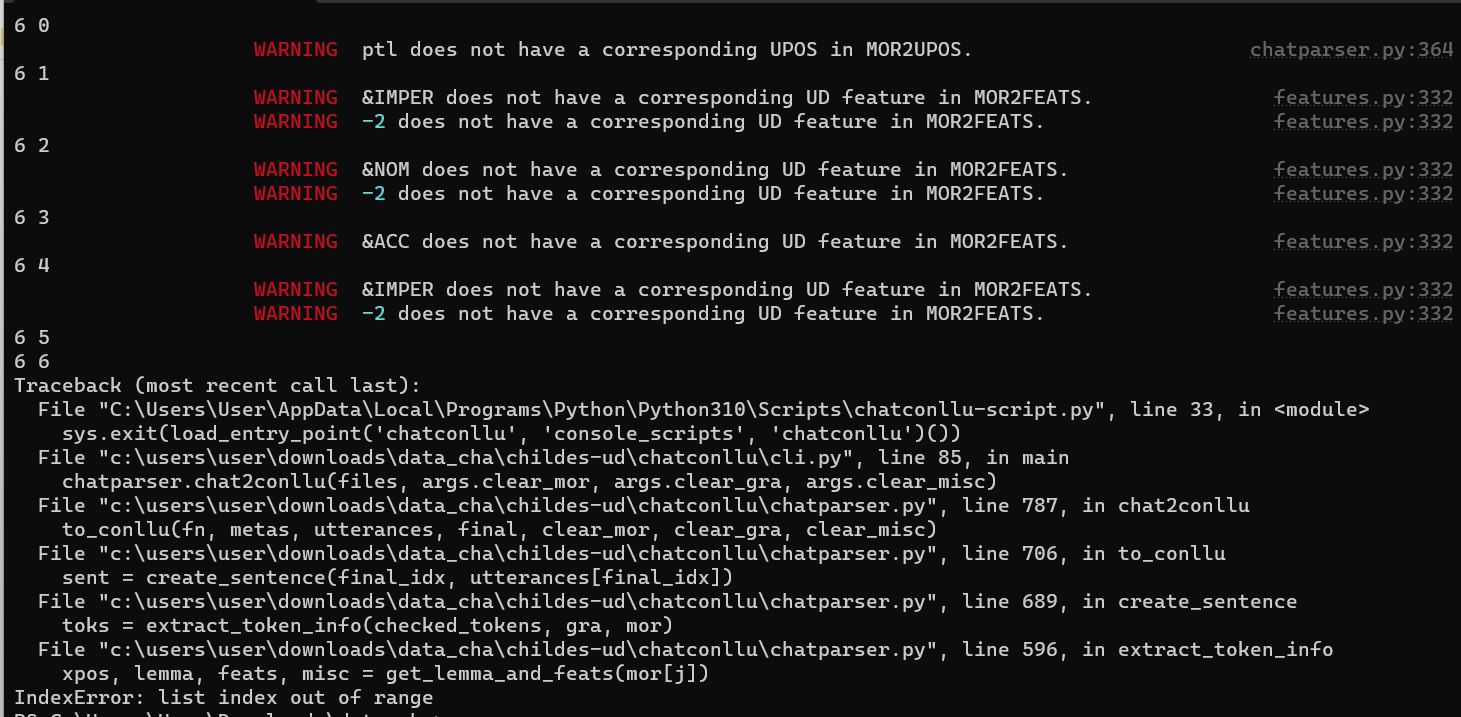 6 0
WARNING ptl does not have a corresponding UPOS in MOR2UPOS. chatparser.py:364
6 1
WARNING &IMPER does not have a corresponding UD feature in MOR2FEATS. features.py:332
WARNING -2 does not have a corresponding UD feature in MOR2FEATS. features.py:332
6 2
WARNING &NOM does not have a corresponding UD feature in MOR2FEATS. features.py:332
WARNING -2 does not have a corresponding UD feature in MOR2FEATS. features.py:332
6 3
WARNING &ACC does not have a corresponding UD feature in MOR2FEATS. features.py:332
6 4
WARNING &IMPER does not have a corresponding UD feature in MOR2FEATS. features.py:332
WARNING -2 does not have a corresponding UD feature in MOR2FEATS. features.py:332
6 5
6 6
Traceback (most recent call last):
File "C:\Users\User\AppData\Local\Programs\Python\Python310\Scripts\chatconllu-script.py", line 33, in <module>
sys.exit(load_entry_point('chatconllu', 'console_scripts', 'chatconllu')())
File "c:\users\user\downloads\data_cha\childes-ud\chatconllu\cli.py", line 85, in main
chatparser.chat2conllu(files, args.clear_mor, args.clear_gra, args.clear_misc)
File "c:\users\user\downloads\data_cha\childes-ud\chatconllu\chatparser.py", line 787, in chat2conllu
to_conllu(fn, metas, utterances, final, clear_mor, clear_gra, clear_misc)
File "c:\users\user\downloads\data_cha\childes-ud\chatconllu\chatparser.py", line 706, in to_conllu
sent = create_sentence(final_idx, utterances[final_idx])
File "c:\users\user\downloads\data_cha\childes-ud\chatconllu\chatparser.py", line 689, in create_sentence
toks = extract_token_info(checked_tokens, gra, mor)
File "c:\users\user\downloads\data_cha\childes-ud\chatconllu\chatparser.py", line 596, in extract_token_info
xpos, lemma, feats, misc = get_lemma_and_feats(mor[j])
IndexError: list index out of range